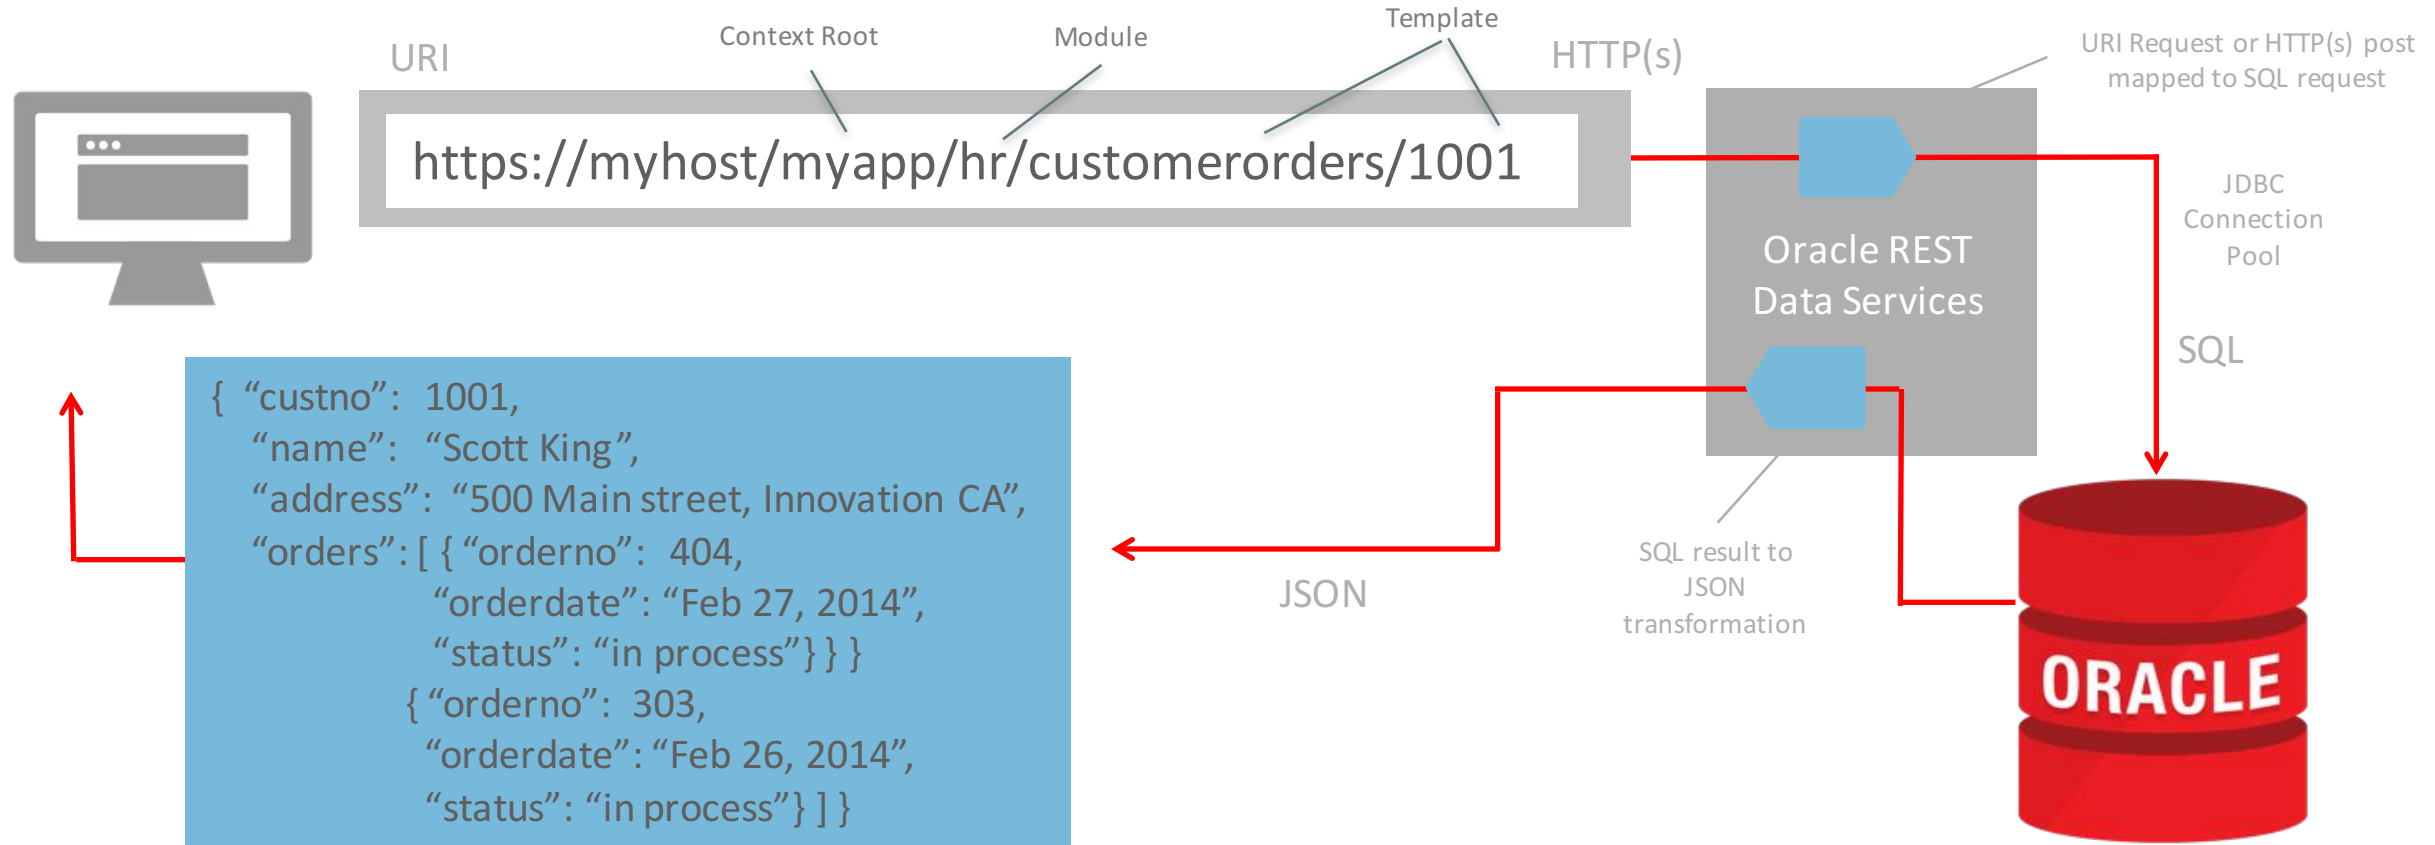 URI
Context Root
Module
Template
HTTP(s)
URI Request or HTTP(s) post
mapped to SQL request
https://myhost/myapp/hr/customerorders/1001
JDBC
Connection
Pool
Oracle REST
Data Services
SQL
{ “custno”: 1001,
“name”: “Scott King”,
“address”: “500 Main street, Innovation CA”,
“orders”: [ { “orderno”: 404,
“orderdate”: “Feb 27, 2014”,
“status”: “in process”} } }
{ “orderno”: 303,
“orderdate”: “Feb 26, 2014”,
“status”: “in process”} ] }
JSON
SQL result to
JSON
transformation
ORACLE